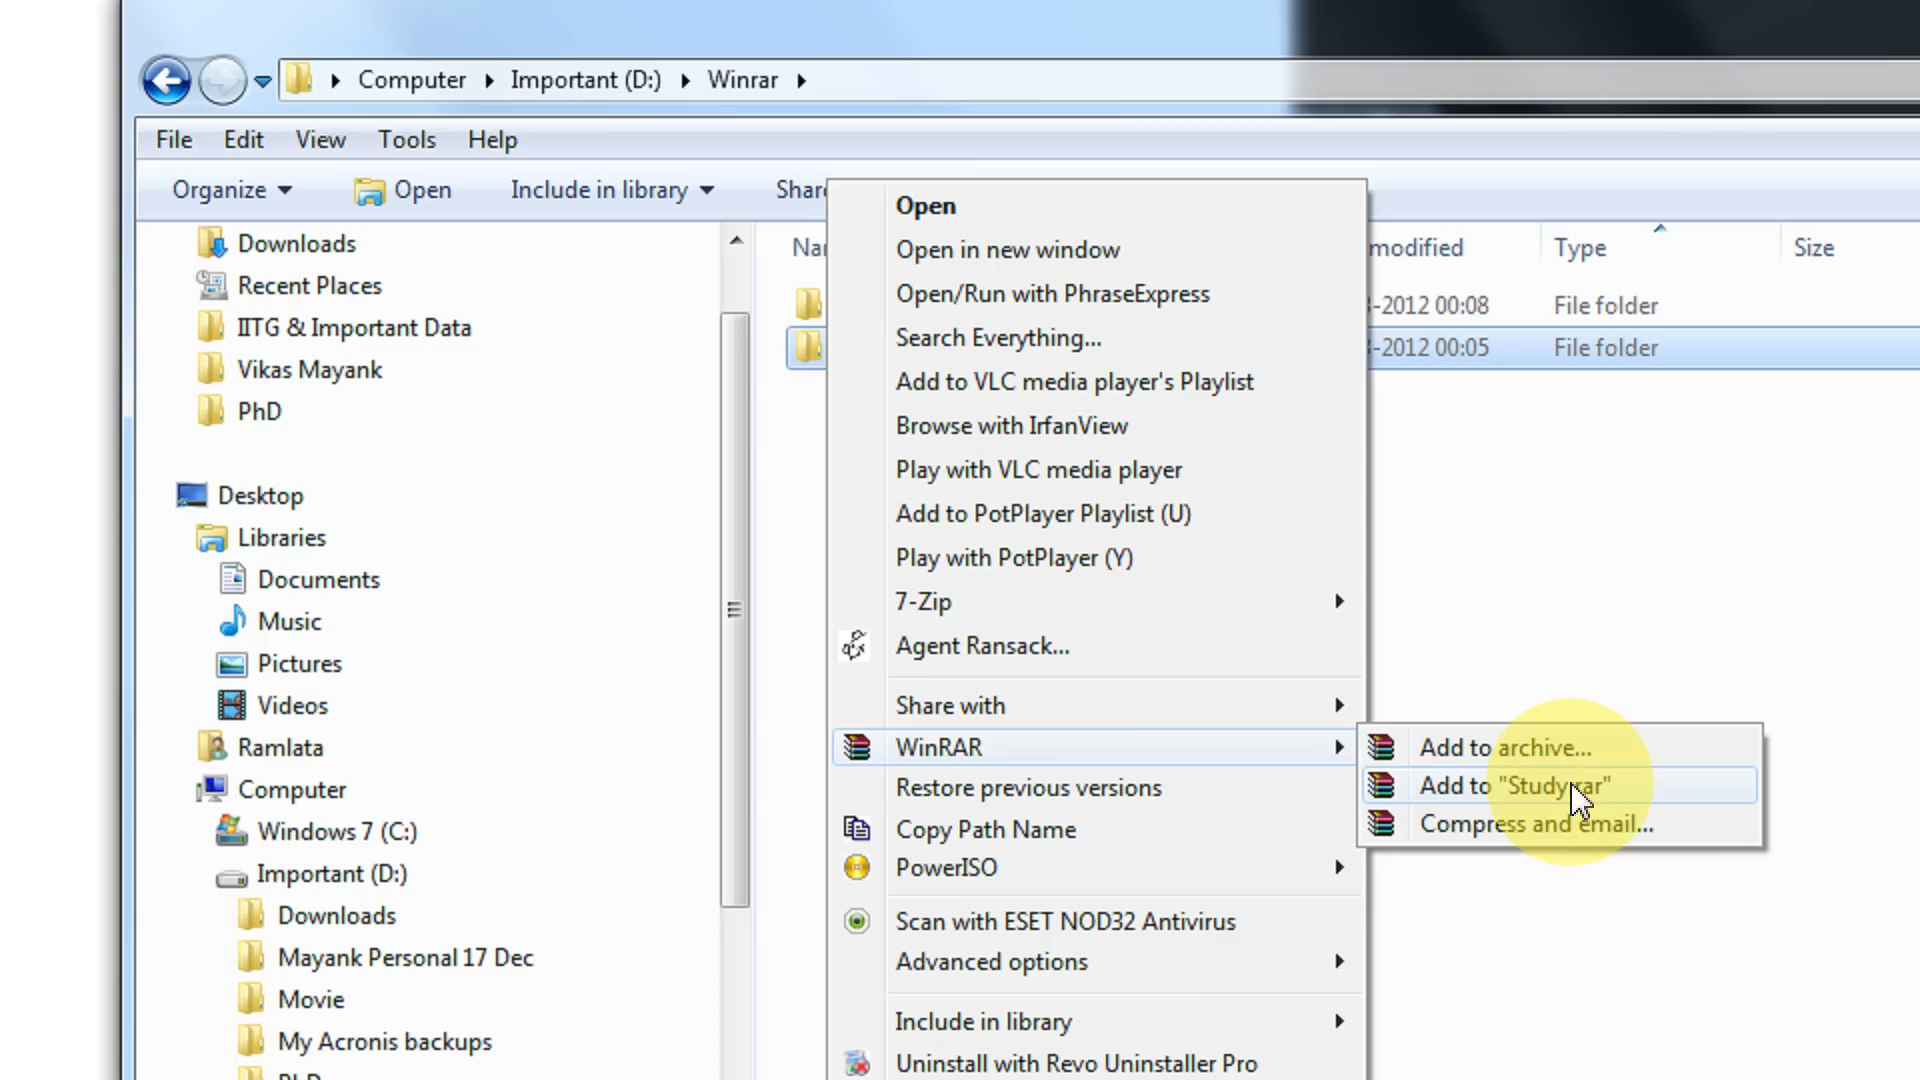 Computer Important (D:) Winrar
File Edit View Tools Help
Organize Open Include in library Share
Downloads
Recent Places
IITG & Important Data
Vikas Mayank
PhD
Desktop
Libraries
Documents
Music
Pictures
Videos
Ramlata
Computer
Windows 7 (C:)
Important (D:)
Downloads
Mayank Personal 17 Dec
Movie
My Acronis backups
PhD
modified Type Size
-2012 00:08 File folder
-2012 00:05 File folder
Open
Open in new window
Open/Run with PhraseExpress
Search Everything...
Add to VLC media player's Playlist
Browse with IrfanView
Play with VLC media player
Add to PotPlayer Playlist (U)
Play with PotPlayer (Y)
7-Zip
Agent Ransack...
Share with
WinRAR
Restore previous versions
Copy Path Name
PowerISO
Scan with ESET NOD32 Antivirus
Advanced options
Include in library
Uninstall with Revo Uninstaller Pro
Add to archive...
Add to "Study.rar"
Compress and email...